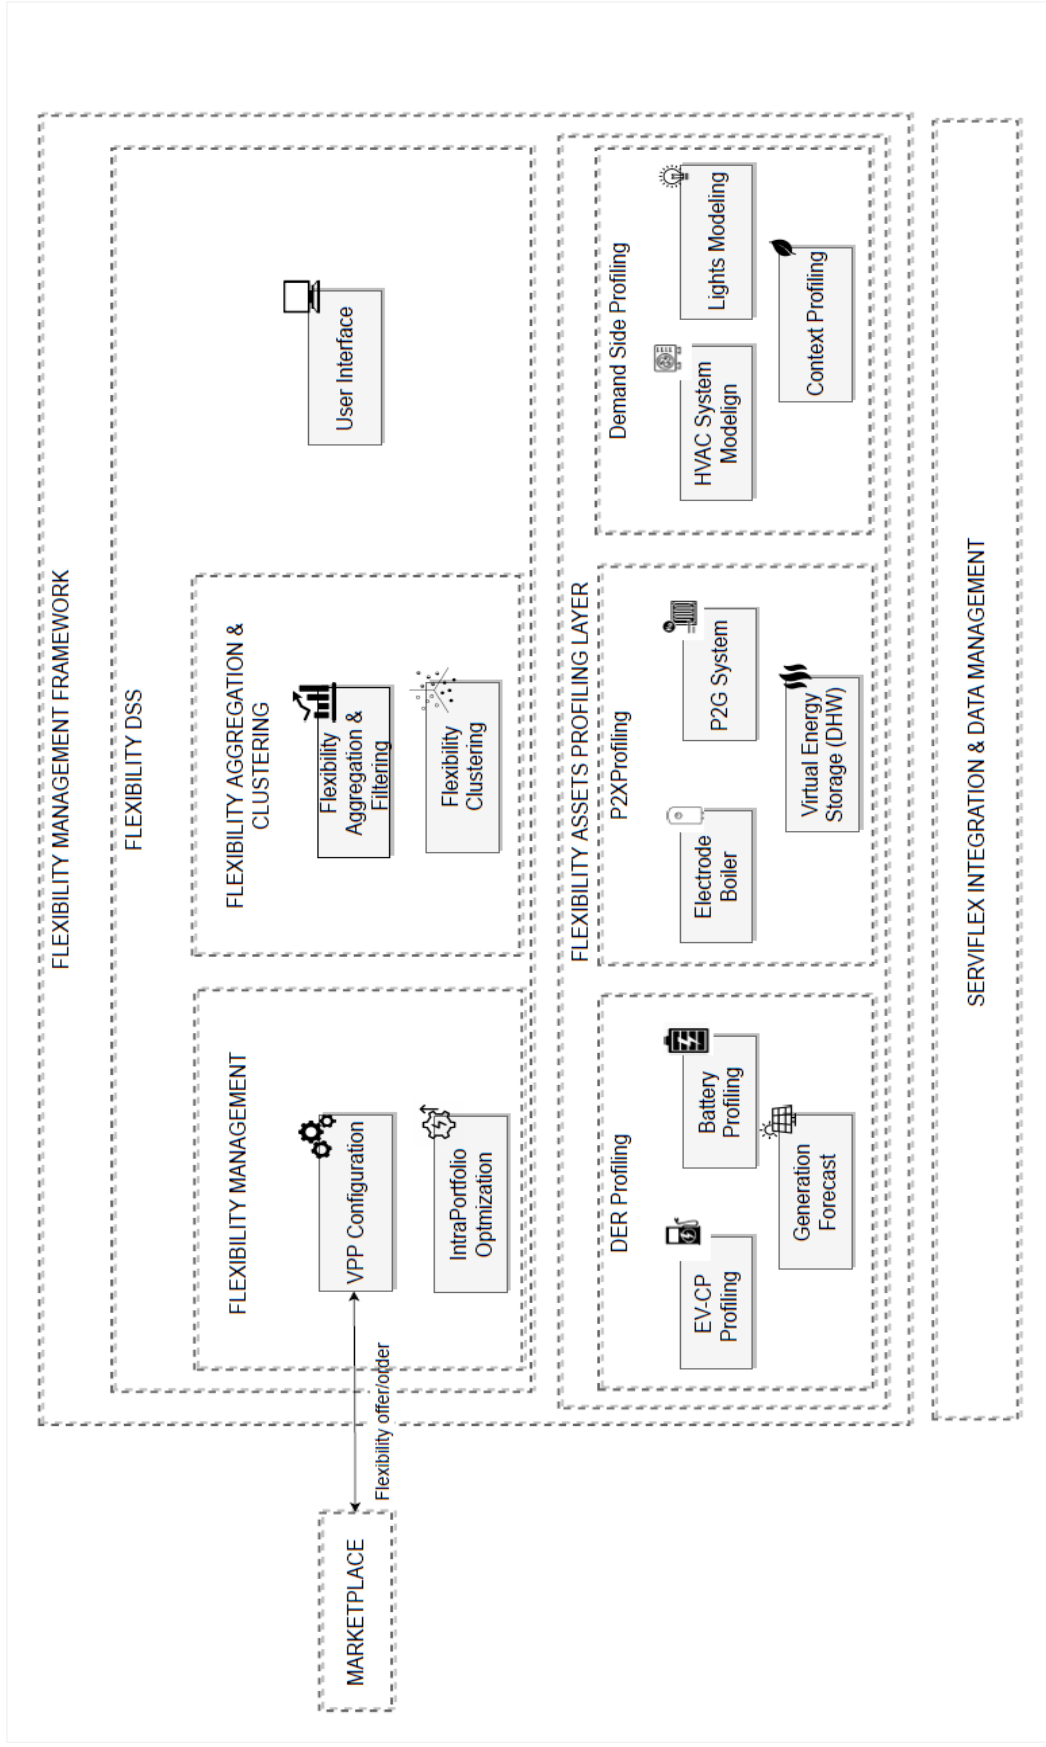 FLEXIBILITY MANAGEMENT FRAMEWORK
FLEXIBILITY DSS
FLEXIBILITY MANAGEMENT
VPP Configuration
IntraPortfolio
Optmization
FLEXIBILITY AGGREGATION &
CLUSTERING
Flexibility
Aggregation &
Filtering
Flexibility
Clustering
User Interface
MARKETPLACE
Flexibility offer/order
FLEXIBILITY ASSETS PROFILING LAYER
DER Profiling
EV-CP
Profiling
Battery
Profiling
Generation
Forecast
P2XProfiling
Electrode
Boiler
P2G System
Virtual Energy
Storage (DHW)
Demand Side Profiling
HVAC System
Modelign
Lights Modeling
Context Profiling
SERVIFLEX INTEGRATION & DATA MANAGEMENT